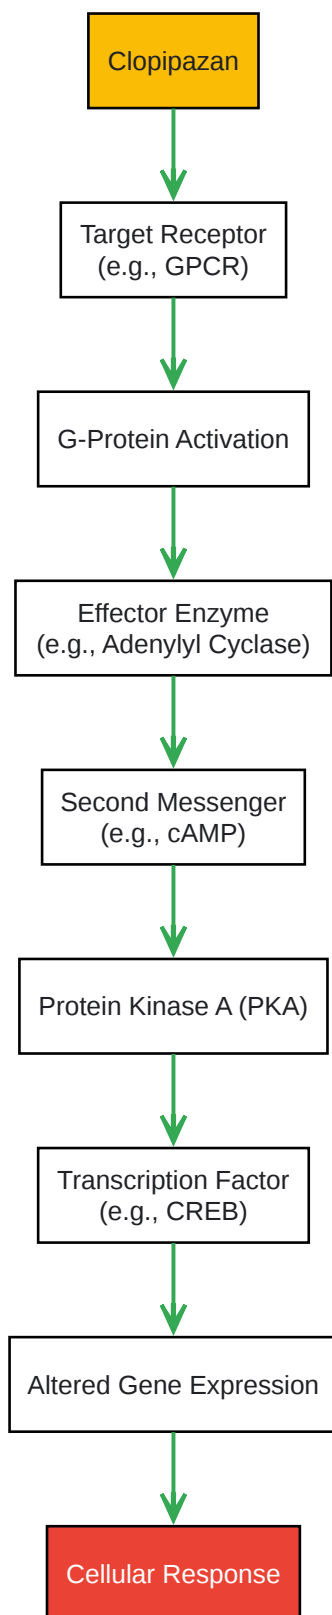 Clopipazan
Target Receptor
(e.g., GPCR)
G-Protein Activation
Effector Enzyme
(e.g., Adenylyl Cyclase)
Second Messenger
(e.g., cAMP)
Protein Kinase A (PKA)
Transcription Factor
(e.g., CREB)
Altered Gene Expression
Cellular Response